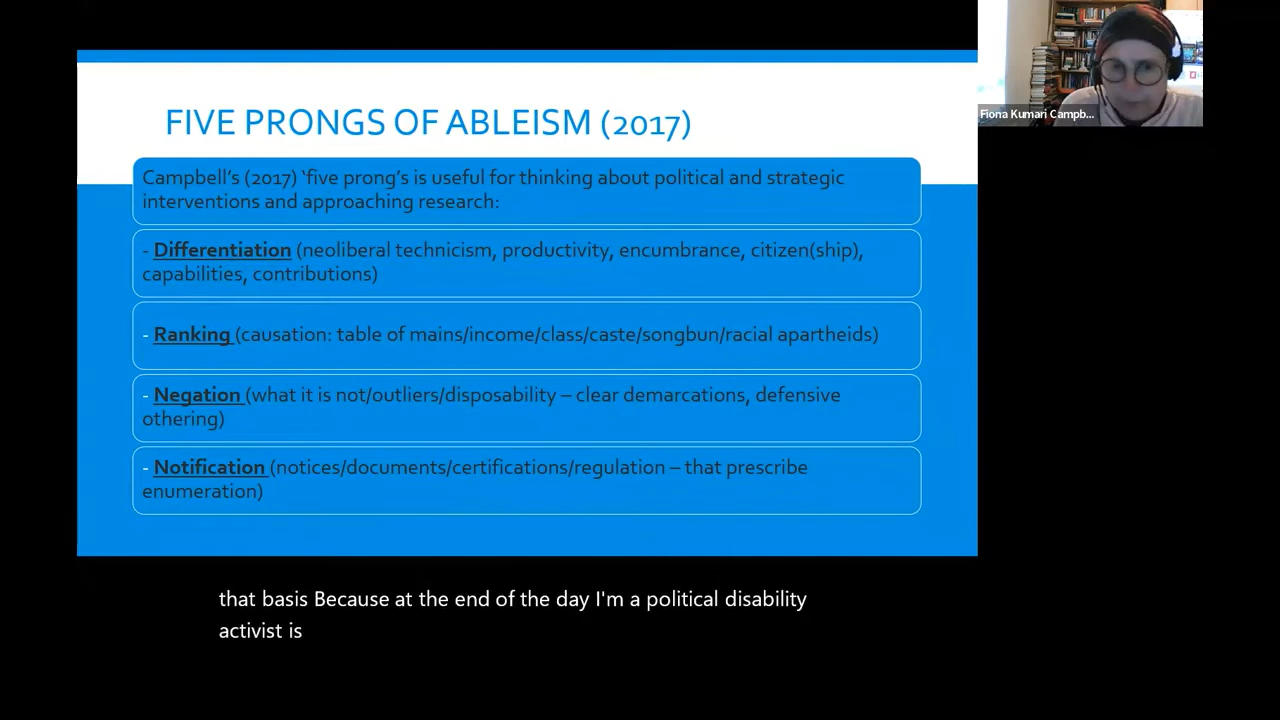 FIVE PRONGS OF ABLEISM (2017)
Campbell's (2017) 'five prong's is useful for thinking about political and strategic
interventions and approaching research:
- Differentiation (neoliberal technicism, productivity, encumbrance, citizen(ship),
capabilities, contributions)
- Ranking (causation: table of mains/income/class/caste/songbun/racial apartheids)
- Negation (what it is not/outliers/disposability – clear demarcations, defensive
othering)
- Notification (notices/documents/certifications/regulation – that prescribe
enumeration)
Fiona Kumari Campb...
that basis Because at the end of the day I'm a political disability
activist is